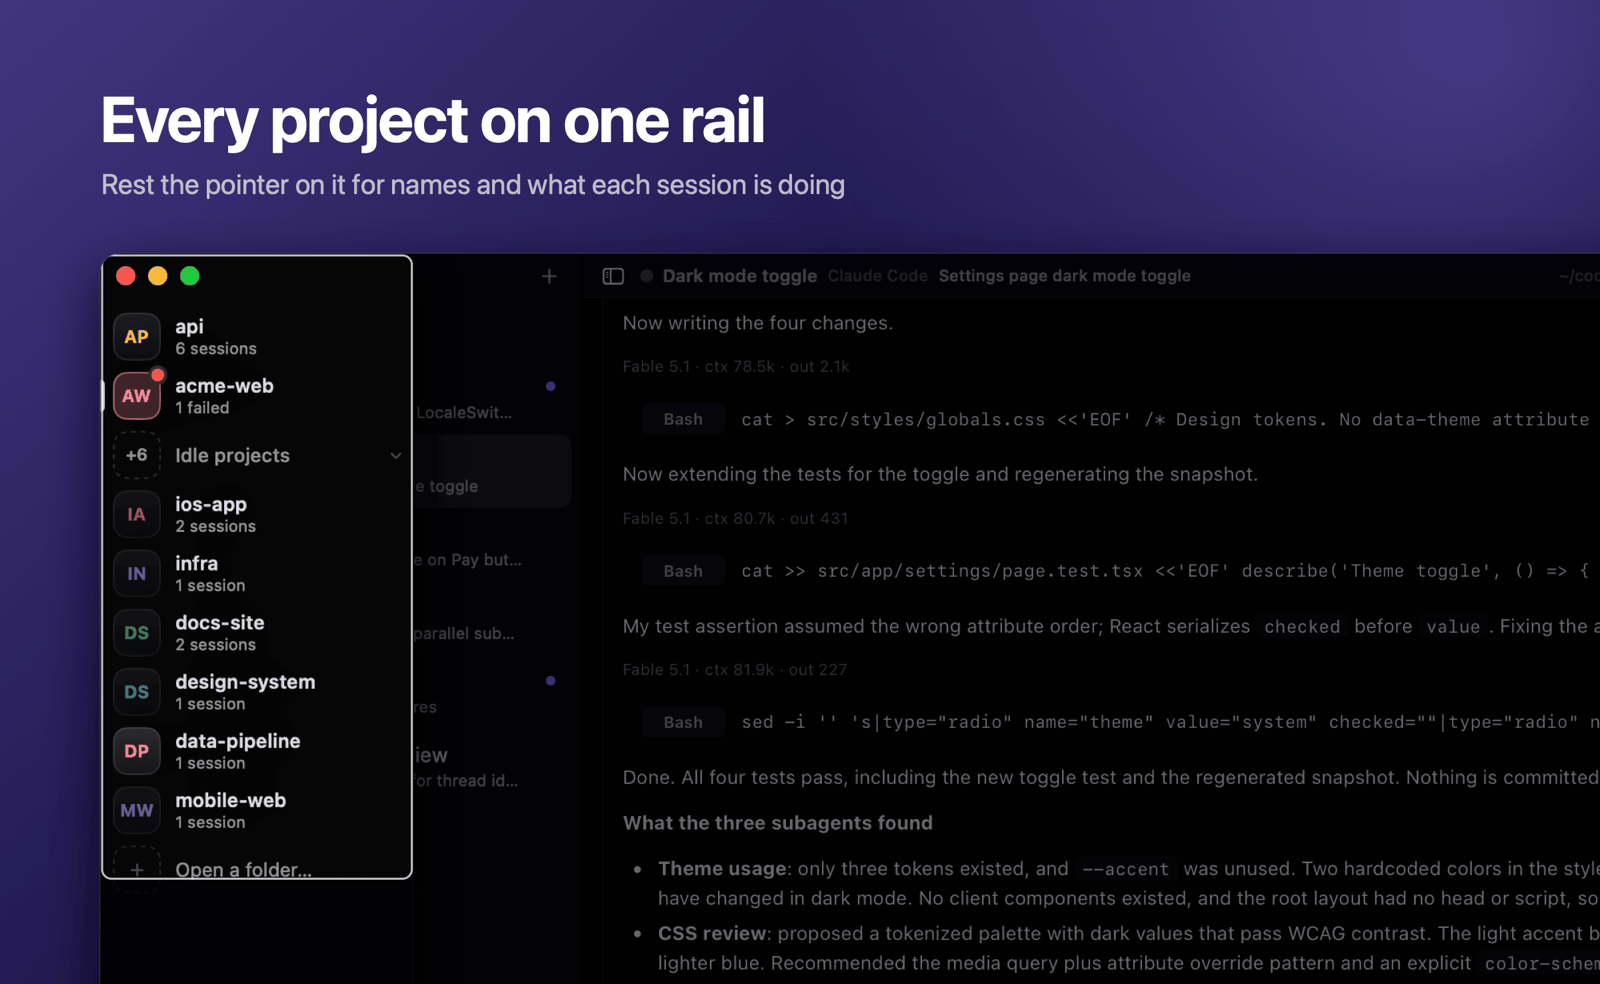 Every project on one rail
Rest the pointer on it for names and what each session is doing
AP
api
6 sessions
AW
acme-web
1 failed
+6
Idle projects
IA
ios-app
2 sessions
IN
infra
1 session
DS
docs-site
2 sessions
DS
design-system
1 session
DP
data-pipeline
1 session
MW
mobile-web
1 session
+
Open a folder...
+
LocaleSwit...
e toggle
e on Pay but...
parallel sub...
res
iew
or thread id...
Dark mode toggle Claude Code Settings page dark mode toggle
~/coo
Now writing the four changes.
Fable 5.1 · ctx 78.5k · out 2.1k
Bash cat > src/styles/globals.css <<'EOF' /* Design tokens. No data-theme attribute
Now extending the tests for the toggle and regenerating the snapshot.
Fable 5.1 · ctx 80.7k · out 431
Bash cat >> src/app/settings/page.test.tsx <<'EOF' describe('Theme toggle', () => {
My test assertion assumed the wrong attribute order; React serializes checked before value . Fixing the a
Fable 5.1 · ctx 81.9k · out 227
Bash sed -i '' 's|type="radio" name="theme" value="system" checked=""|type="radio" n
Done. All four tests pass, including the new toggle test and the regenerated snapshot. Nothing is committed
What the three subagents found
• Theme usage: only three tokens existed, and --accent was unused. Two hardcoded colors in the style
have changed in dark mode. No client components existed, and the root layout had no head or script, so
• CSS review: proposed a tokenized palette with dark values that pass WCAG contrast. The light accent b
lighter blue. Recommended the media query plus attribute override pattern and an explicit color-schem